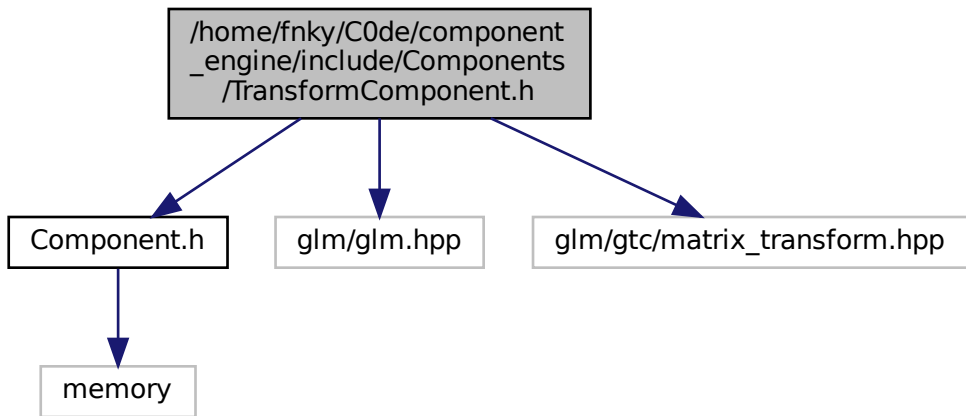 /home/fnky/C0de/component
_engine/include/Components
/TransformComponent.h
Component.h
glm/glm.hpp
glm/gtc/matrix_transform.hpp
memory